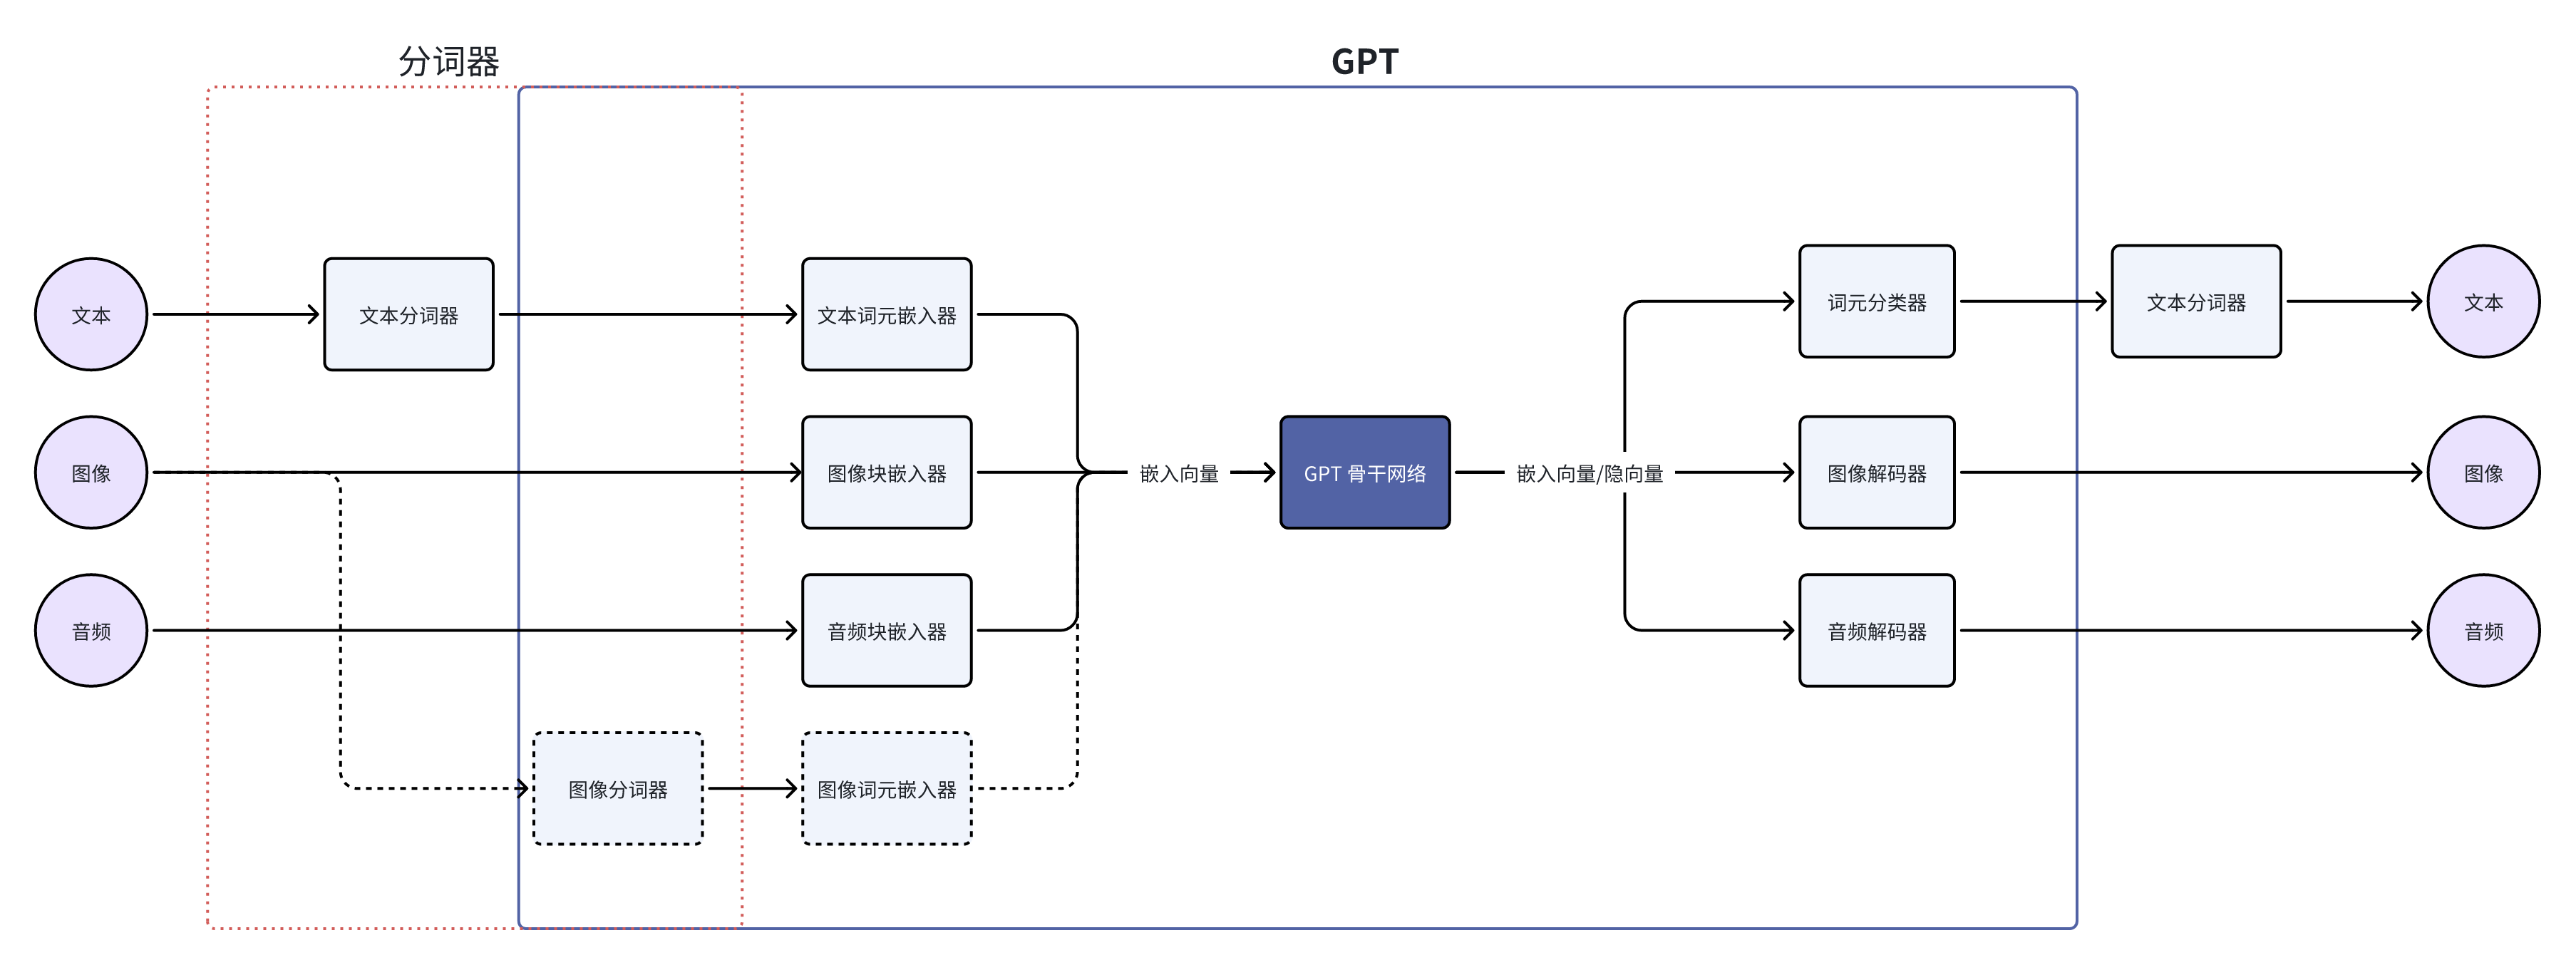 分词器
GPT
文本
文本分词器
文本词元嵌入器
词元分类器
文本分词器
文本
图像
图像块嵌入器
嵌入向量
GPT 骨干网络
嵌入向量/隐向量
图像解码器
图像
音频
音频块嵌入器
音频解码器
音频
图像分词器
图像词元嵌入器